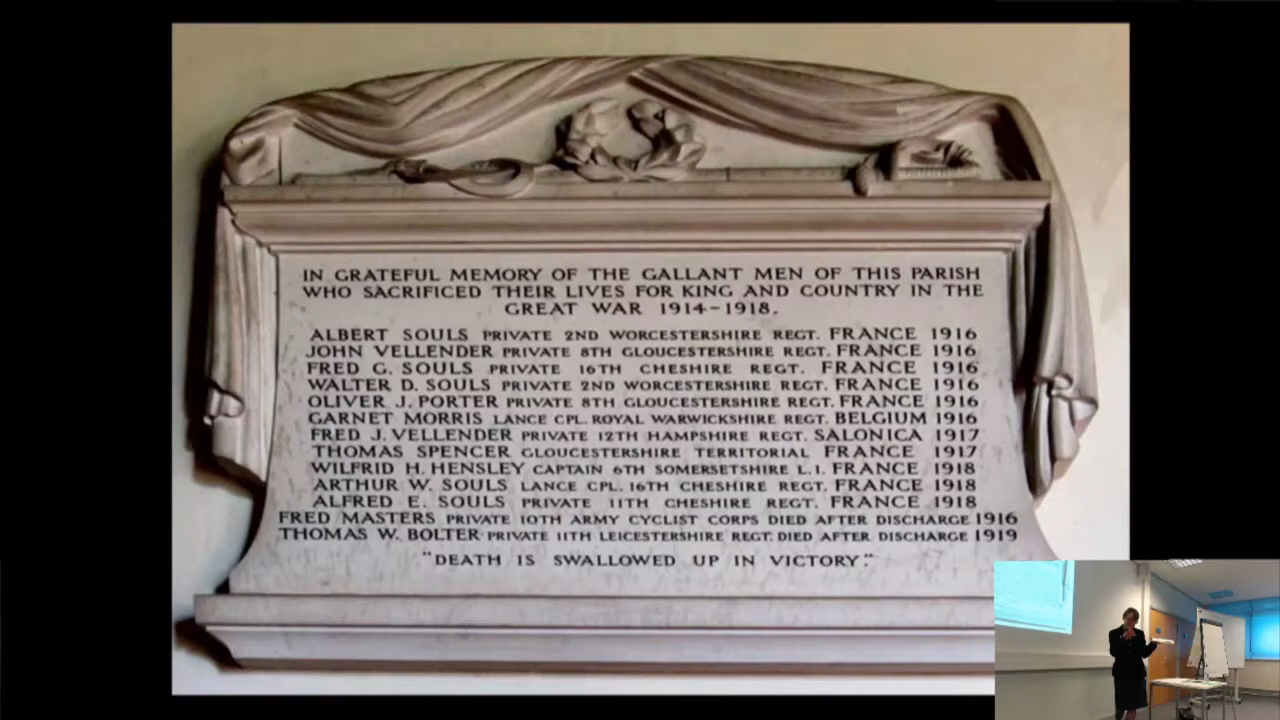 IN GRATEFUL MEMORY OF THE GALLANT MEN OF THIS PARISH
WHO SACRIFICED THEIR LIVES FOR KING AND COUNTRY IN THE
GREAT WAR 1914-1918.
ALBERT SOULS PRIVATE 2ND WORCESTERSHIRE REGT. FRANCE 1916
JOHN VELLENDER PRIVATE 8TH GLOUCESTERSHIRE REGT. FRANCE 1916
FRED G. SOULS PRIVATE 16TH CHESHIRE REGT. FRANCE 1916
WALTER D. SOULS PRIVATE 2ND WORCESTERSHIRE REGT. FRANCE 1916
OLIVER J. PORTER PRIVATE 8TH GLOUCESTERSHIRE REGT. FRANCE 1916
GARNET MORRIS LANCE CPL. ROYAL WARWICKSHIRE REGT. BELGIUM 1916
FRED J. VELLENDER PRIVATE 12TH HAMPSHIRE REGT. SALONICA 1917
THOMAS SPENCER GLOUCESTERSHIRE TERRITORIAL FRANCE 1917
WILFRID H. HENSLEY CAPTAIN 6TH SOMERSETSHIRE L.I. FRANCE 1918
ARTHUR W. SOULS LANCE CPL. 16TH CHESHIRE REGT. FRANCE 1918
ALFRED E. SOULS PRIVATE 11TH CHESHIRE REGT. FRANCE 1918
FRED MASTERS PRIVATE 10TH ARMY CYCLIST CORPS DIED AFTER DISCHARGE 1916
THOMAS W. BOLTER PRIVATE 11TH LEICESTERSHIRE REGT. DIED AFTER DISCHARGE 1919
"DEATH IS SWALLOWED UP IN VICTORY."